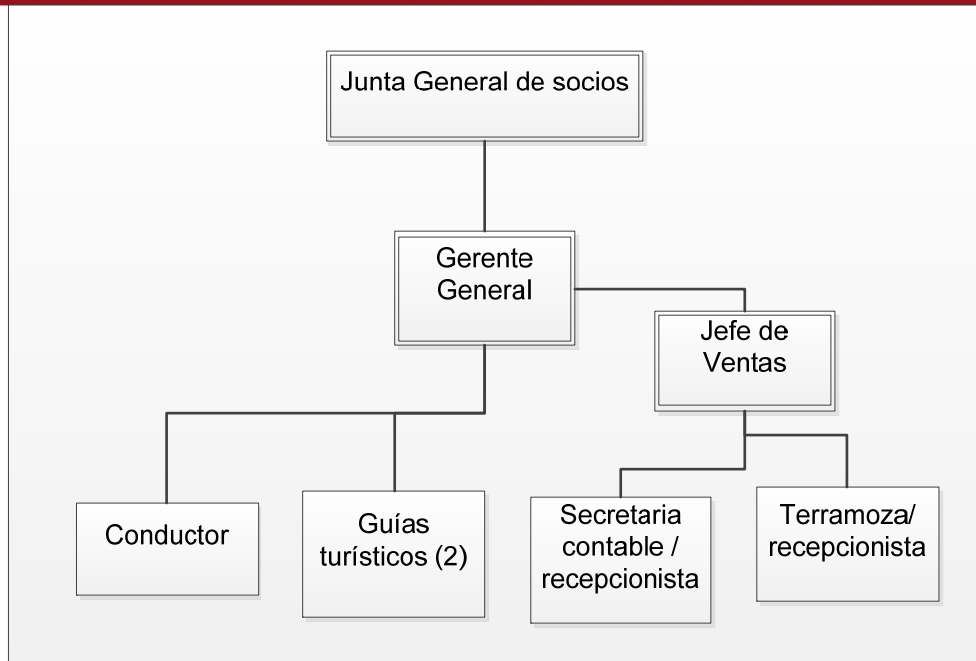 Junta General de socios
Gerente
General
Jefe de
Ventas
Conductor
Guías
turísticos (2)
Secretaria
contable /
recepcionista
Terramoza/
recepcionista